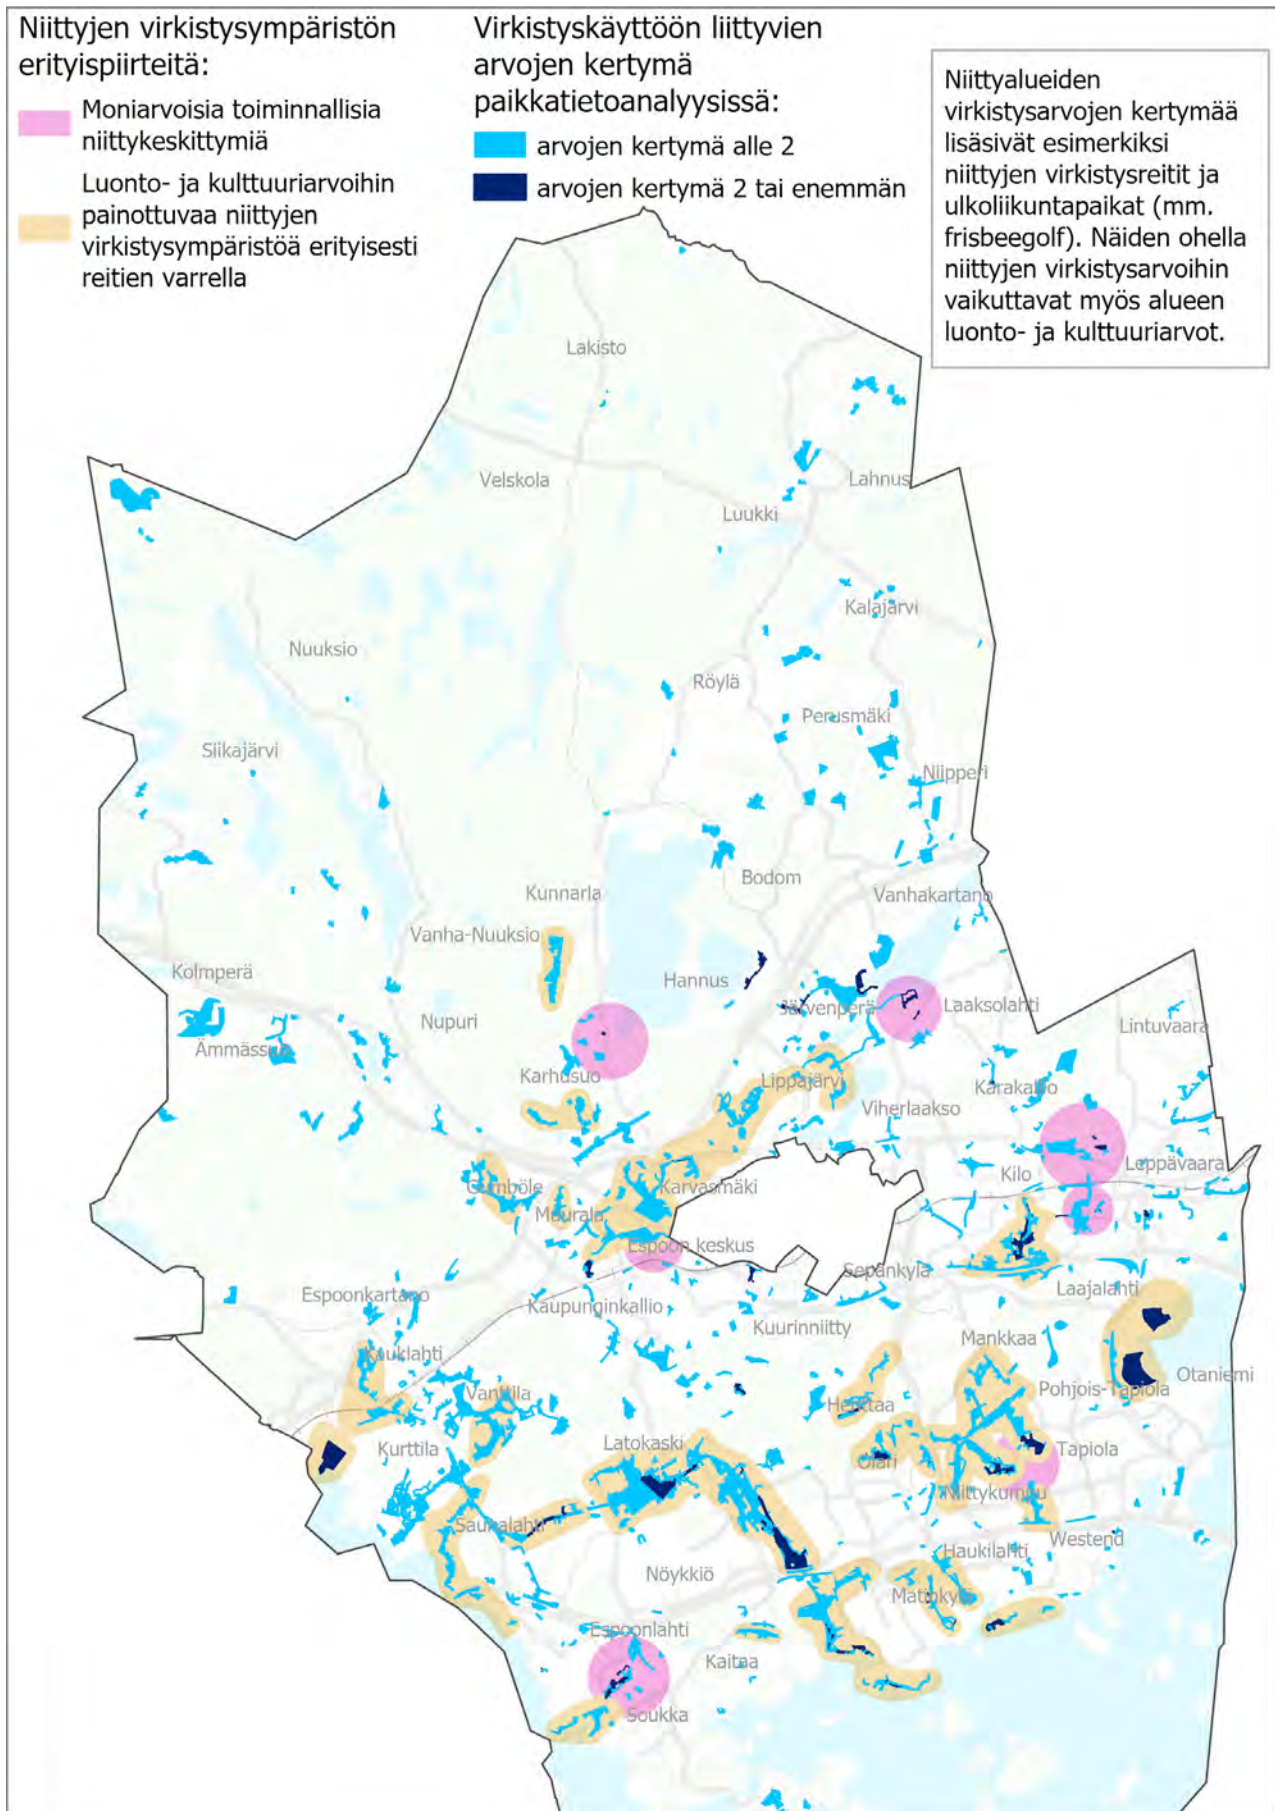 Niittyjen virkistysympäristön
erityispiirteitä:
Moniarvoisia toiminnallisia
niittykeskittymiä
Luonto- ja kulttuuriarvoihin
painottuvaa niittyjen
virkistysympäristöä erityisesti
reitien varrella
Virkistyskäyttöön liittyvien
arvojen kertymä
paikkatietoanalyysissä:
arvojen kertymä alle 2
arvojen kertymä 2 tai enemmän
Niittyalueiden
virkistysarvojen kertymää
lisäsivät esimerkiksi
niittyjen virkistysreitit ja
ulkoliikuntapaikat (mm.
frisbeegolf). Näiden ohella
niittyjen virkistysarvoihin
vaikuttavat myös alueen
luonto- ja kulttuuriarvot.
Lakisto
Velskola
Lahnus
Luukki
Kalajärvi
Nuuksio
Röylä
Perusmäki
Siikajärvi
Niipperi
Bodom
Kunnarla
Vanhakartano
Vanha-Nuuksio
Kolmperä
Hannus
Järvenperä
Laaksolahti
Lintuvaara
Nupuri
Ämmässuo
Karhusuo
Lippajärvi
Karakallio
Viherlaakso
Leppävaara
Kilo
Gumböle
Karvasmäki
Muurala
Espoon keskus
Sepänkylä
Laajalahti
Espoonkartano
Kaupunginkallio
Kuurinniitty
Mankkaa
Kauklahti
Otaniemi
Pohjois-Tapiola
Vanttila
Henttaa
Kurttila
Latokaski
Tapiola
Olari
Niittykumpu
Saunalahti
Westend
Haukilahti
Nöykkiö
Matinkylä
Espoonlahti
Kaitaa
Soukka